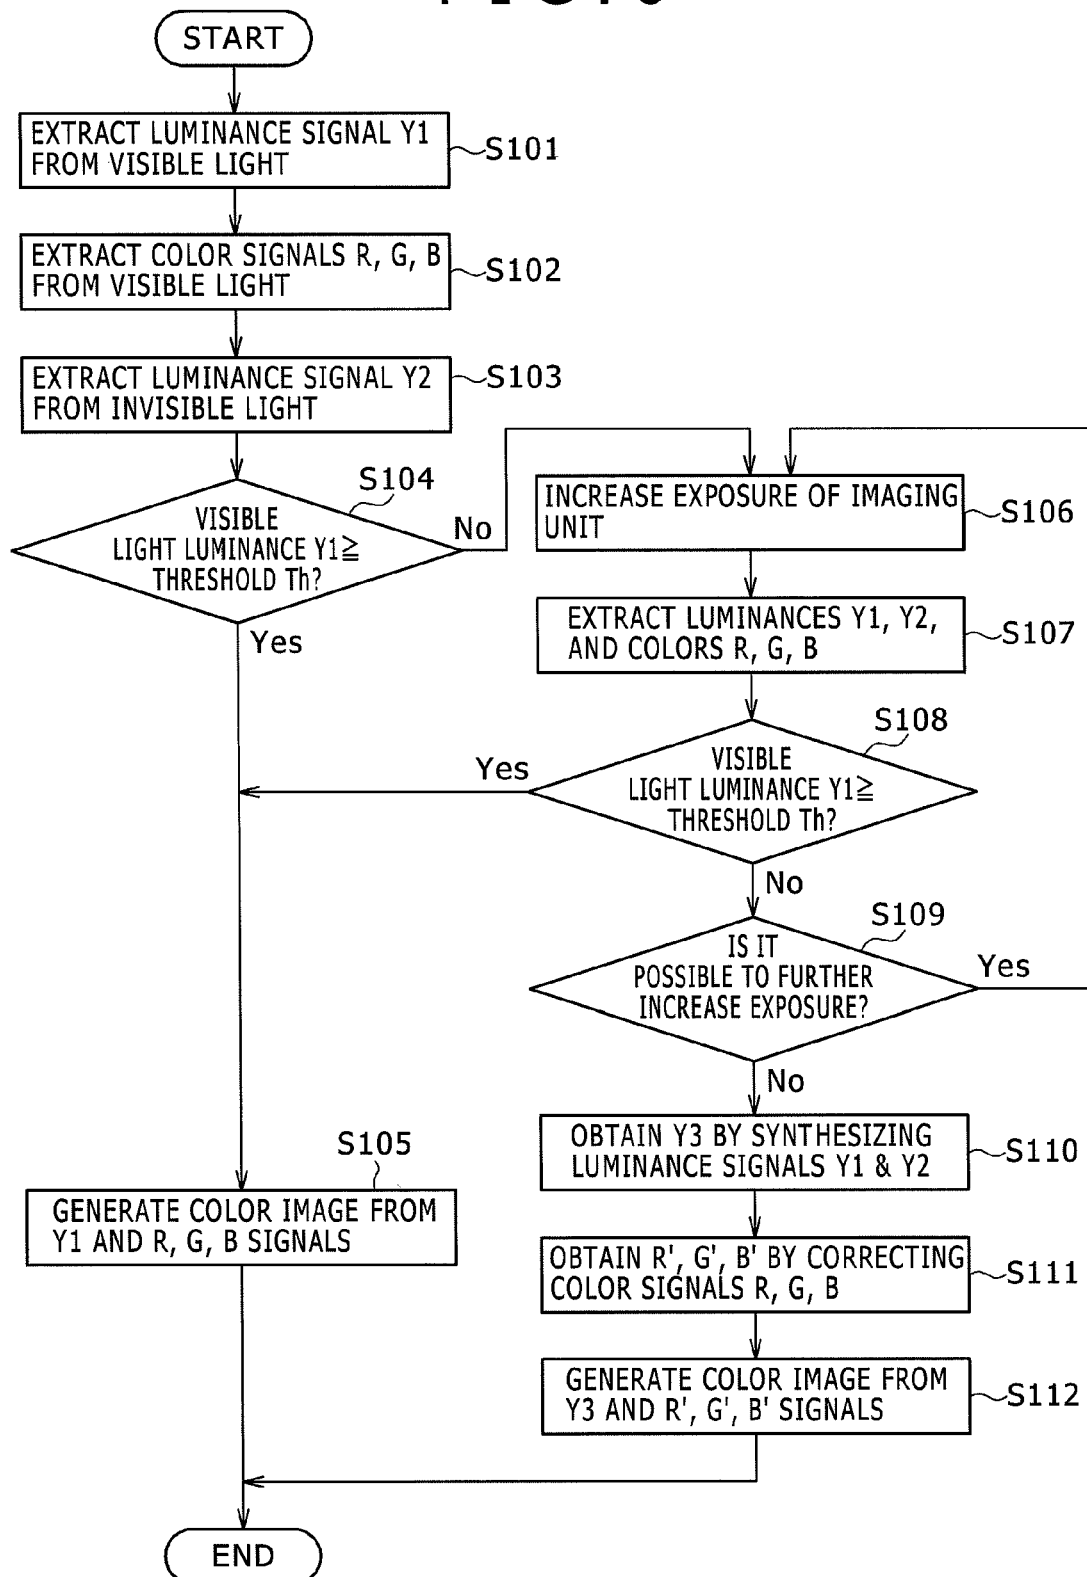 START
EXTRACT LUMINANCE SIGNAL Y1
FROM VISIBLE LIGHT
S101
EXTRACT COLOR SIGNALS R, G, B
FROM VISIBLE LIGHT
S102
EXTRACT LUMINANCE SIGNAL Y2
FROM INVISIBLE LIGHT
S103
S104
VISIBLE
LIGHT LUMINANCE Y1≧
THRESHOLD Th?
No
Yes
INCREASE EXPOSURE OF IMAGING
UNIT
S106
EXTRACT LUMINANCES Y1, Y2,
AND COLORS R, G, B
S107
S108
VISIBLE
LIGHT LUMINANCE Y1≧
THRESHOLD Th?
Yes
No
S109
IS IT
POSSIBLE TO FURTHER
INCREASE EXPOSURE?
Yes
No
OBTAIN Y3 BY SYNTHESIZING
LUMINANCE SIGNALS Y1 & Y2
S110
S105
GENERATE COLOR IMAGE FROM
Y1 AND R, G, B SIGNALS
OBTAIN R', G', B' BY CORRECTING
COLOR SIGNALS R, G, B
S111
GENERATE COLOR IMAGE FROM
Y3 AND R', G', B' SIGNALS
S112
END